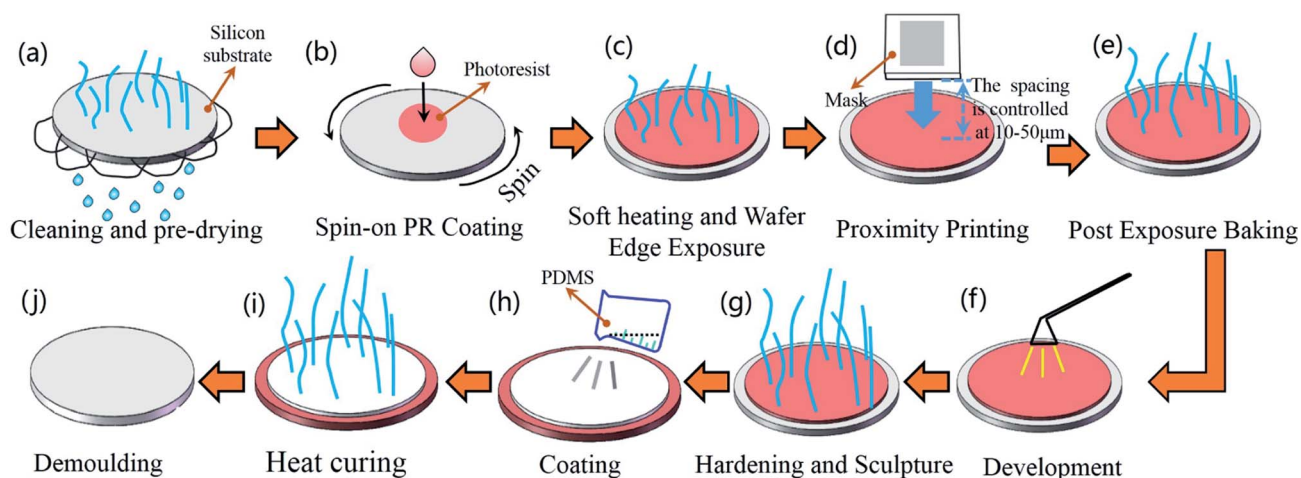 (a)
Silicon
substrate
Cleaning and pre-drying
(b)
Photoresist
Spin
Spin-on PR Coating
(c)
Soft heating and Wafer
Edge Exposure
(d)
Mask
The spacing
is controlled
at 10-50μm
Proximity Printing
(e)
Post Exposure Baking
(f)
Development
(g)
Hardening and Sculpture
(h)
PDMS
Coating
(i)
Heat curing
(j)
Demoulding